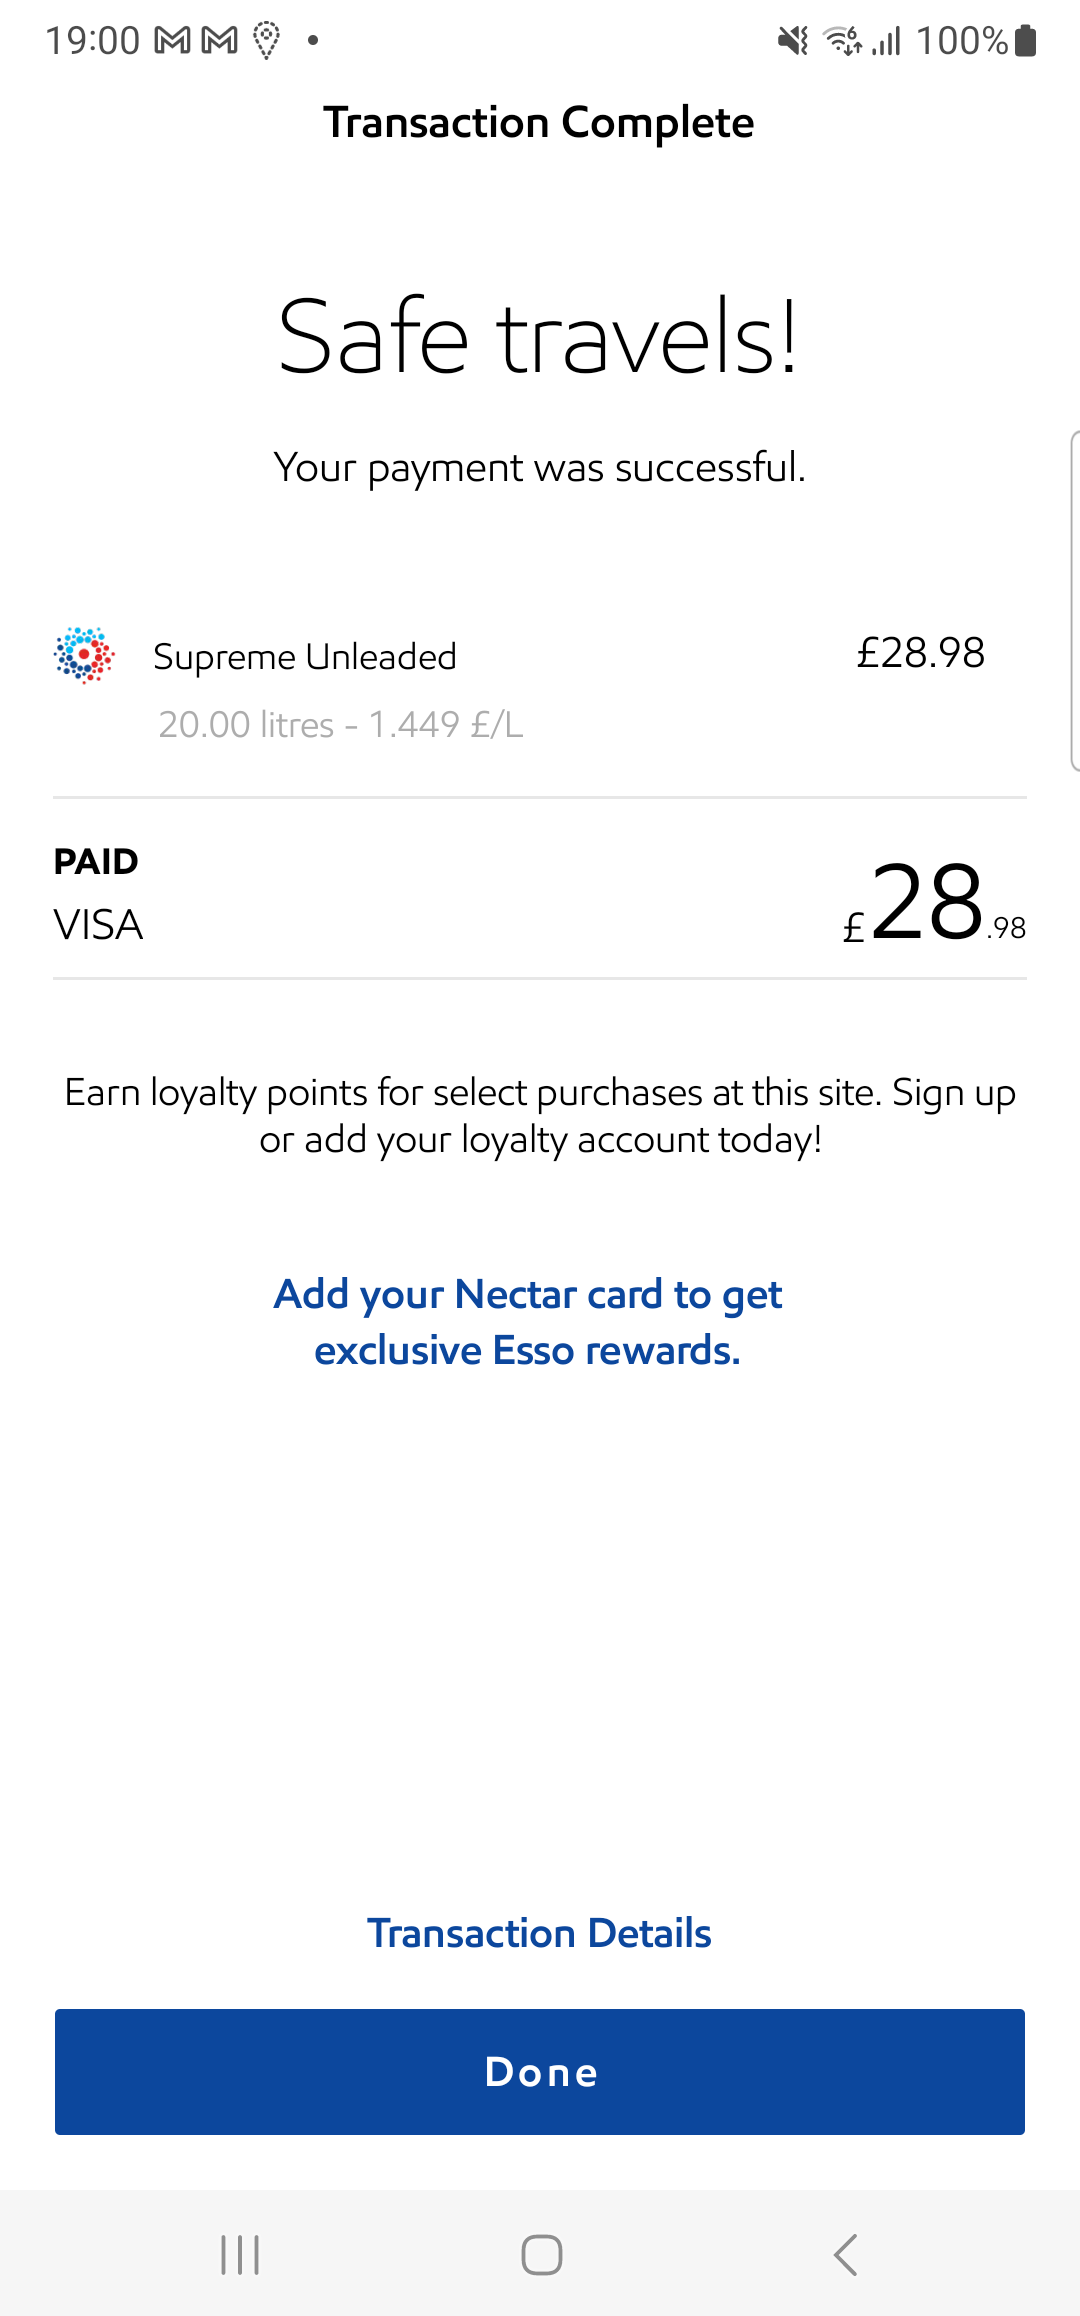 19:00
100%
Transaction Complete
Safe travels!
Your payment was successful.
Supreme Unleaded £28.98
20.00 litres - 1.449 £/L
PAID
VISA £28.98
Earn loyalty points for select purchases at this site. Sign up
or add your loyalty account today!
Add your Nectar card to get
exclusive Esso rewards.
Transaction Details
Done